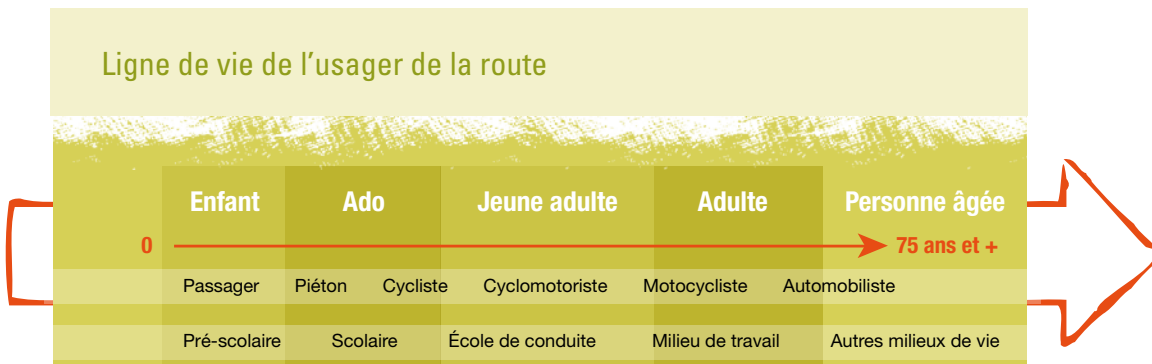 Ligne de vie de l'usager de la route
Enfant Ado Jeune adulte Adulte Personne âgée
0 75 ans et +
Passager Piéton Cycliste Cyclomotoriste Motocycliste Automobiliste
Pré-scolaire Scolaire École de conduite Milieu de travail Autres milieux de vie